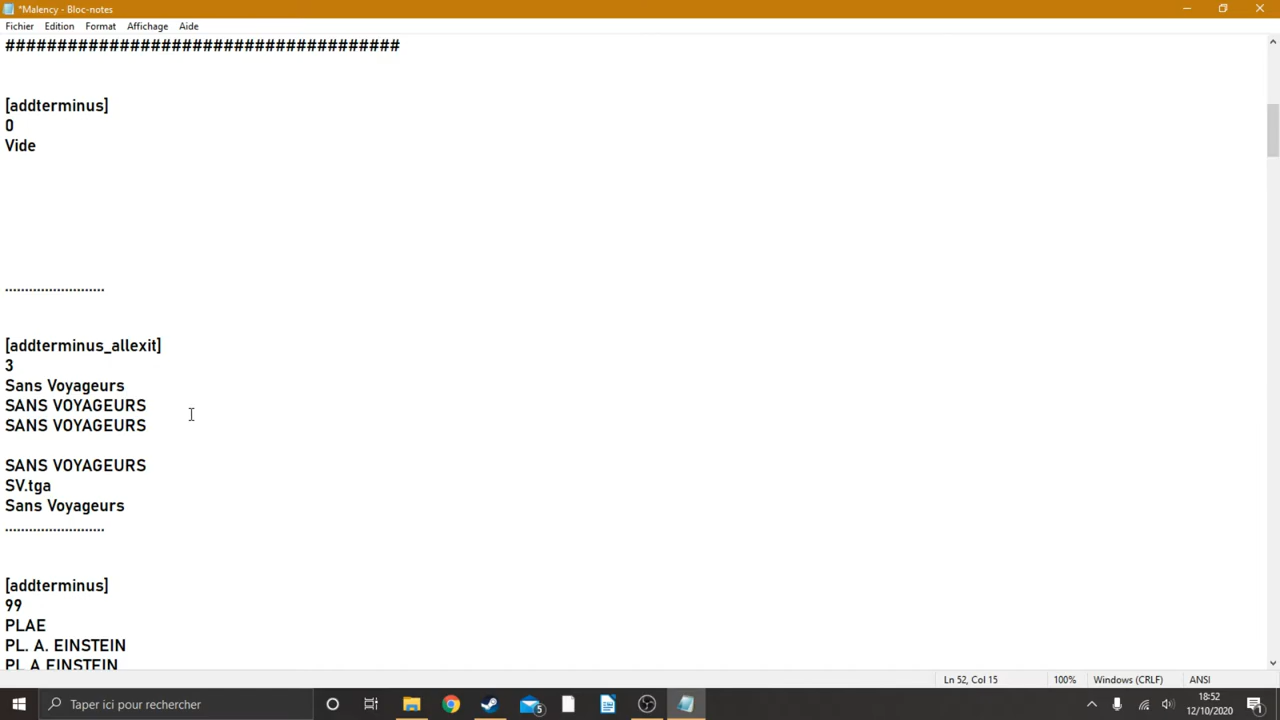 *Malency - Bloc-notes
Fichier Edition Format Affichage Aide
######################################
[addterminus]
0
Vide
.........................
[addterminus_allexit]
3
Sans Voyageurs
SANS VOYAGEURS
SANS VOYAGEURS
SANS VOYAGEURS
SV.tga
Sans Voyageurs
.........................
[addterminus]
99
PLAE
PL. A. EINSTEIN
PL A EINSTEIN
Ln 52, Col 15 100% Windows (CRLF) ANSI
Taper ici pour rechercher 5 18:52
12/10/2020 1